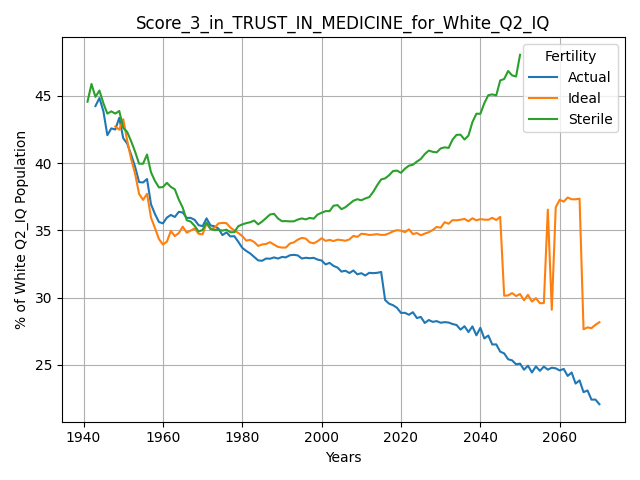 Score_3_in_TRUST_IN_MEDICINE_for_White_Q2_IQ
Fertility
Actual
Ideal
Sterile
% of White Q2_IQ Population
45
40
35
30
25
1940
1960
1980
2000
2020
2040
2060
Years